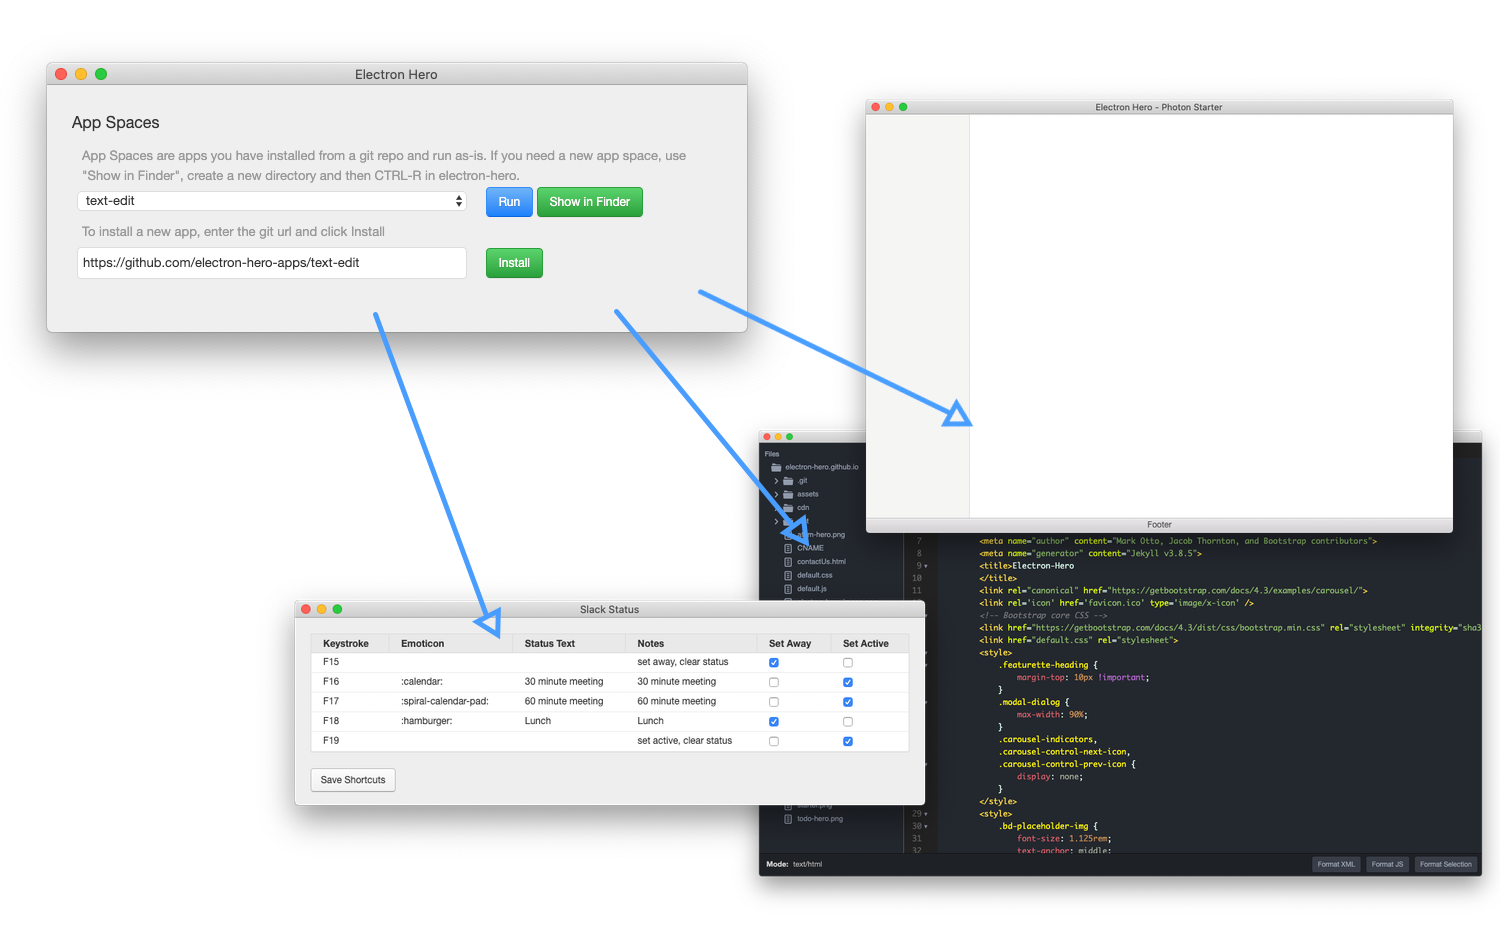 Electron Hero
App Spaces
App Spaces are apps you have installed from a git repo and run as-is. If you need a new app space, use
"Show in Finder", create a new directory and then CTRL-R in electron-hero.
text-edit
Run
Show in Finder
To install a new app, enter the git url and click Install
https://github.com/electron-hero-apps/text-edit
Install
Electron Hero - Photon Starter
Footer
Files
electron-hero.github.io
.git
assets
cdn
CNAME
contactUs.html
default.css
default.js
todo-hero.png
7 <meta name="author" content="Mark Otto, Jacob Thornton, and Bootstrap contributors">
8 <meta name="generator" content="Jekyll v3.8.5">
9 <title>Electron-Hero
10 </title>
11 <link rel="canonical" href="https://getbootstrap.com/docs/4.3/examples/carousel/">
<link rel='icon' href='favicon.ico' type='image/x-icon' />
<!-- Bootstrap core CSS -->
<link href="https://getbootstrap.com/docs/4.3/dist/css/bootstrap.min.css" rel="stylesheet" integrity="sha3
<link href="default.css" rel="stylesheet">
<style>
.featurette-heading {
margin-top: 10px !important;
}
.modal-dialog {
max-width: 90%;
}
.carousel-indicators,
.carousel-control-next-icon,
.carousel-control-prev-icon {
display: none;
}
</style>
29 <style>
30 .bd-placeholder-img {
31 font-size: 1.125rem;
32 text-anchor: middle;
Mode: text/html
Format XML
Format JS
Format Selection
Slack Status
Keystroke Emoticon Status Text Notes Set Away Set Active
F15 set away, clear status
F16 :calendar: 30 minute meeting 30 minute meeting
F17 :spiral-calendar-pad: 60 minute meeting 60 minute meeting
F18 :hamburger: Lunch Lunch
F19 set active, clear status
Save Shortcuts